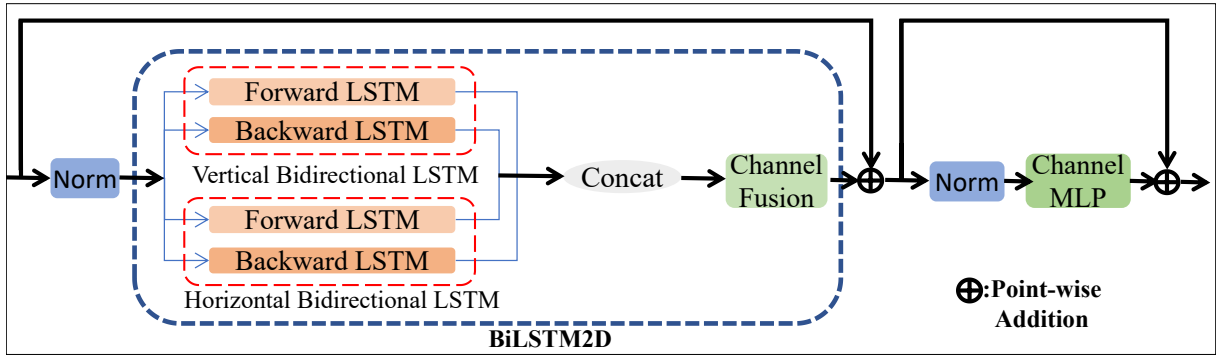 Norm
Forward LSTM
Backward LSTM
Vertical Bidirectional LSTM
Forward LSTM
Backward LSTM
Horizontal Bidirectional LSTM
Concat
Channel
Fusion
BiLSTM2D
Norm
Channel
MLP
⊕:Point-wise
Addition